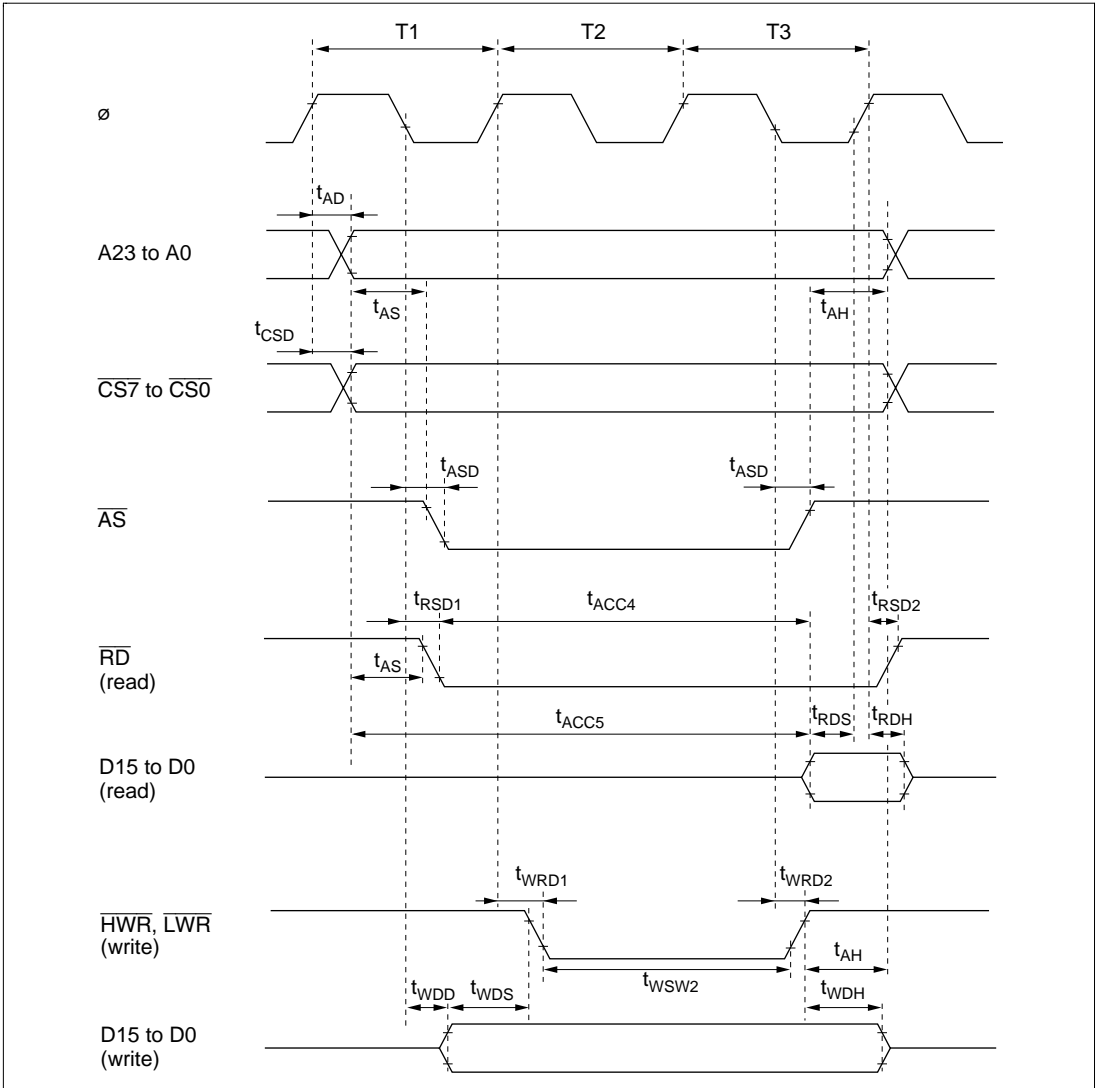 T1 T2 T3
ø
tAD
A23 to A0
tAS tAH
tCSD
CS7 to CS0
tASD tASD
AS
tRSD1 tACC4 tRSD2
RD
(read)
tAS
tACC5 tRDS tRDH
D15 to D0
(read)
tWRD1 tWRD2
HWR, LWR
(write)
tAH
tWSW2
tWDD tWDS tWDH
D15 to D0
(write)